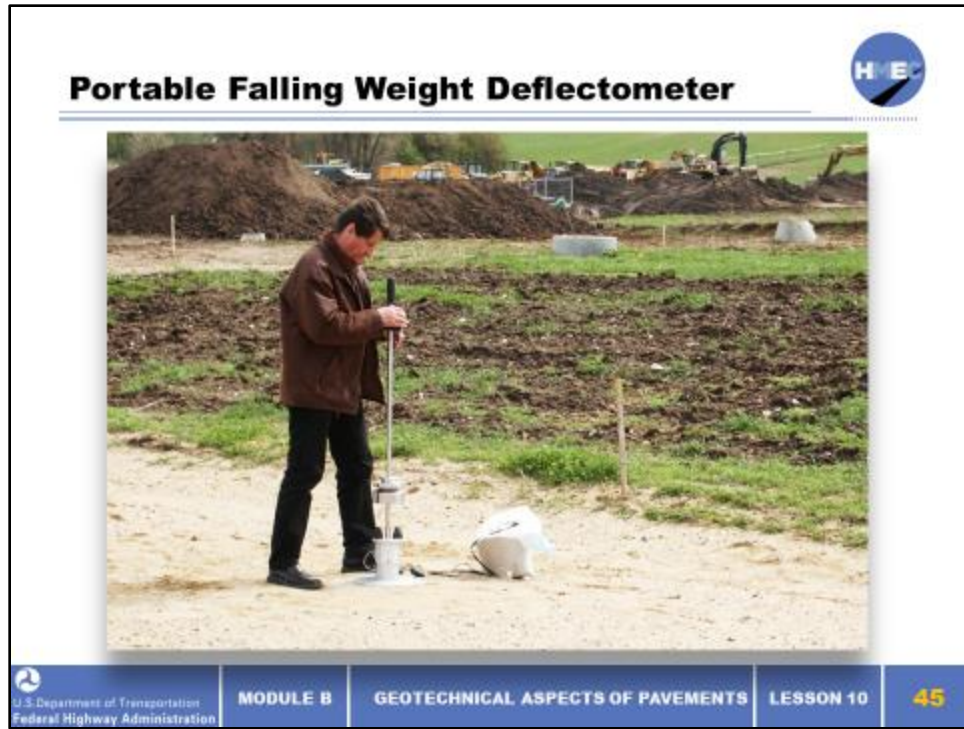 Portable Falling Weight Deflectometer
HMEC
U.S.Department of Transportation
Federal Highway Administration
MODULE B
GEOTECHNICAL ASPECTS OF PAVEMENTS
LESSON 10
45